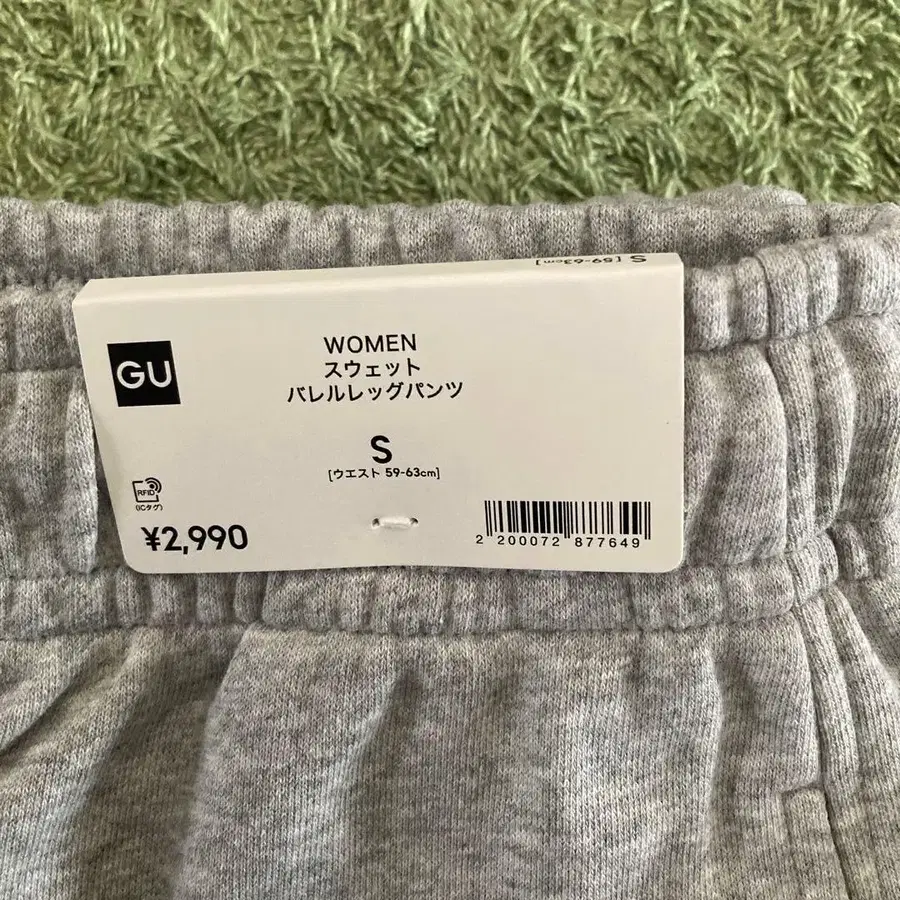 S [59-63cm]
GU
WOMEN
スウェット
バレルレッグパンツ
S
[ウエスト 59-63cm]
RFID
(ICタグ)
¥2,990
2 200072 877649